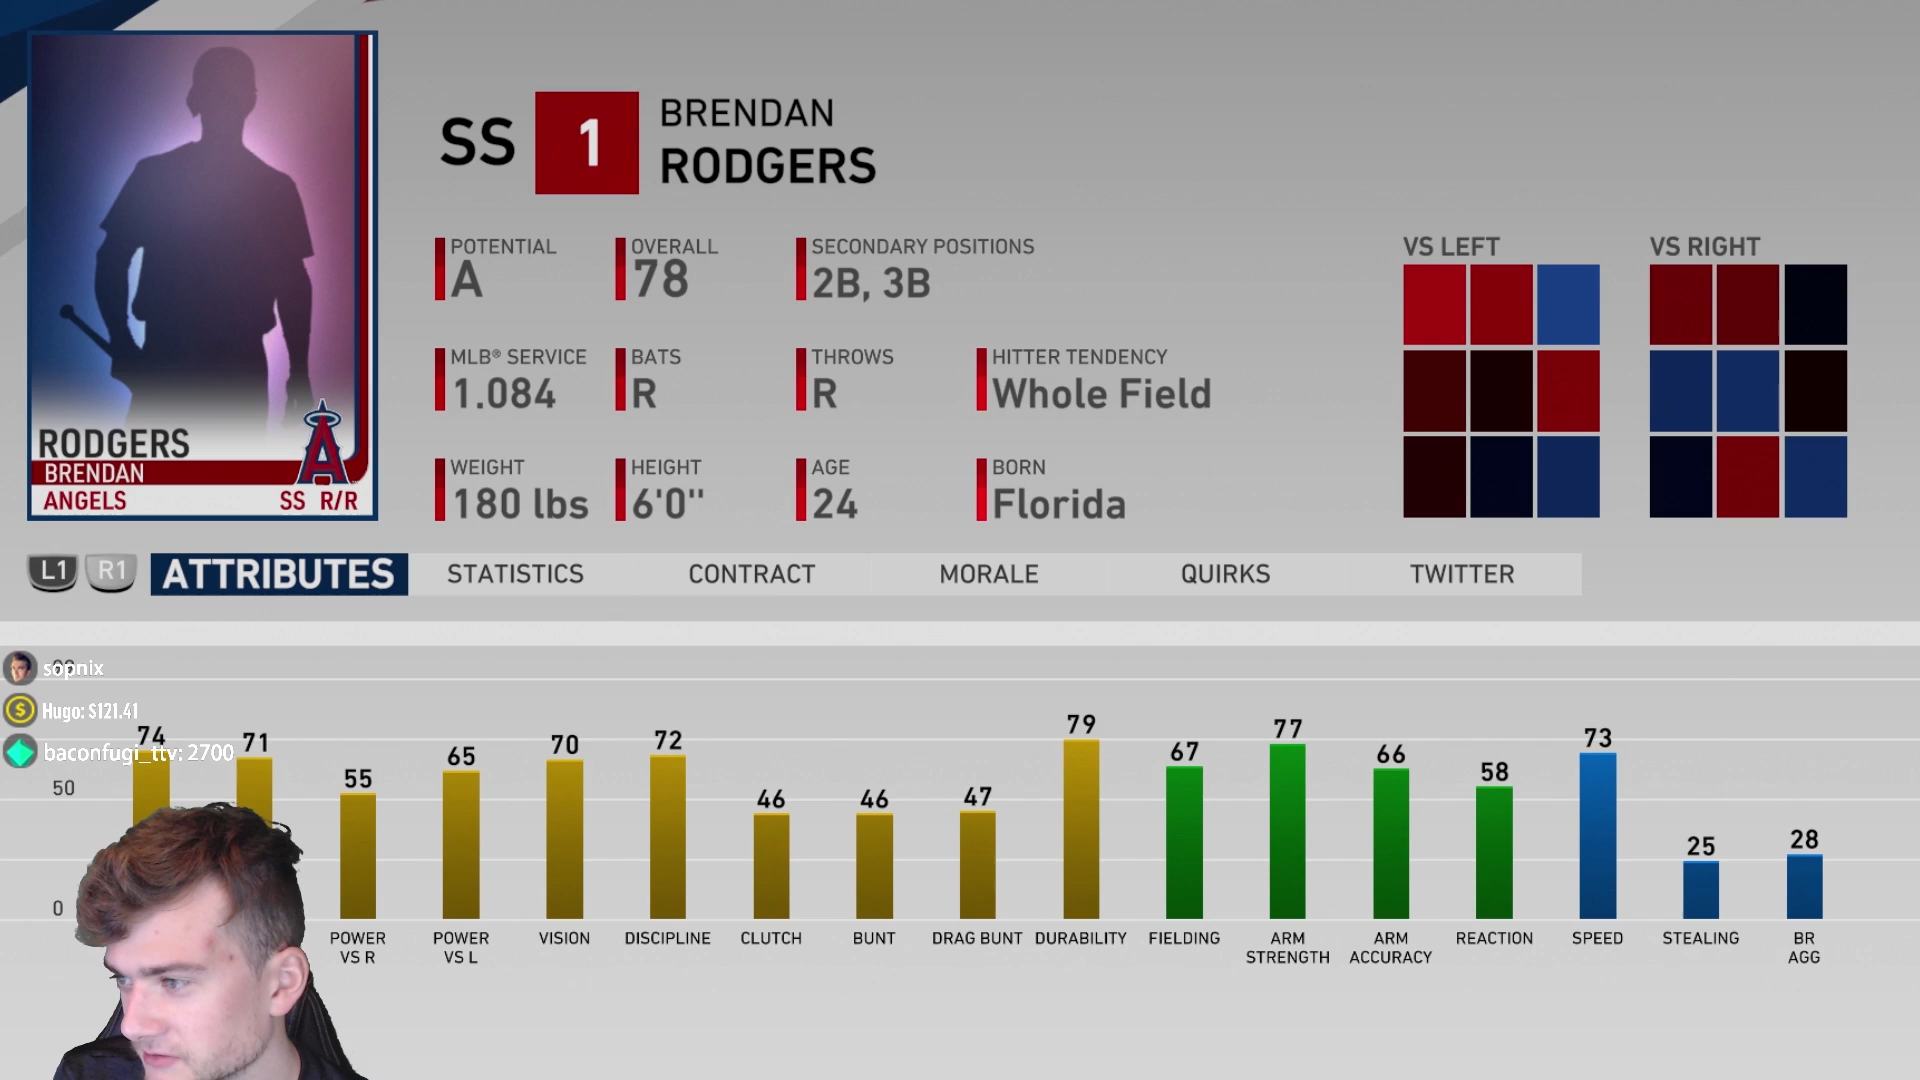 SS 1 BRENDAN
RODGERS
POTENTIAL OVERALL SECONDARY POSITIONS
A 78 2B, 3B
MLB® SERVICE BATS THROWS HITTER TENDENCY
1.084 R R Whole Field
WEIGHT HEIGHT AGE BORN
180 lbs 6'0" 24 Florida
VS LEFT VS RIGHT
RODGERS
BRENDAN
ANGELS SS R/R
A
L1 R1 ATTRIBUTES STATISTICS CONTRACT MORALE QUIRKS TWITTER
sopnix
Hugo: $121.41
baconfugi_ttv: 2700
50
0
74 71 55 65 70 72 46 46 47 79 67 77 66 58 73 25 28
POWER VS R
POWER VS L
VISION
DISCIPLINE
CLUTCH
BUNT
DRAG BUNT
DURABILITY
FIELDING
ARM STRENGTH
ARM ACCURACY
REACTION
SPEED
STEALING
BR AGG